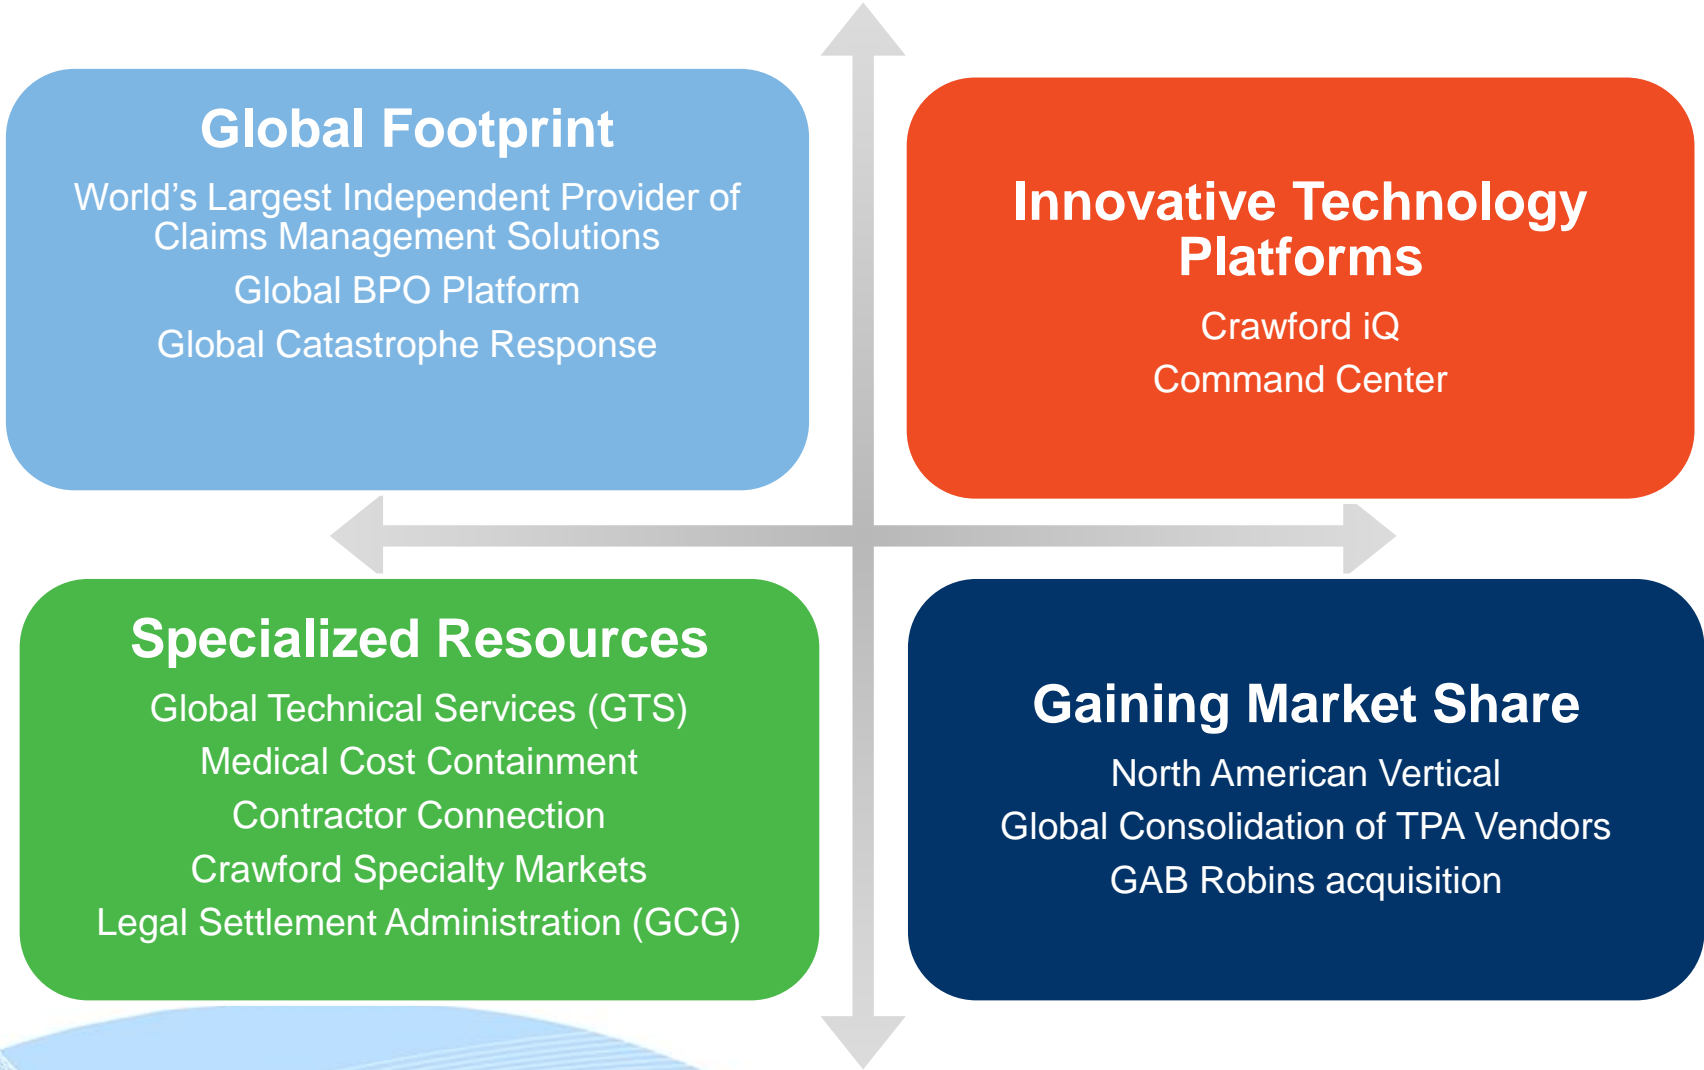 Global Footprint
World’s Largest Independent Provider of
Claims Management Solutions
Global BPO Platform
Global Catastrophe Response
Innovative Technology
Platforms
Crawford iQ
Command Center
Specialized Resources
Global Technical Services (GTS)
Medical Cost Containment
Contractor Connection
Crawford Specialty Markets
Legal Settlement Administration (GCG)
Gaining Market Share
North American Vertical
Global Consolidation of TPA Vendors
GAB Robins acquisition